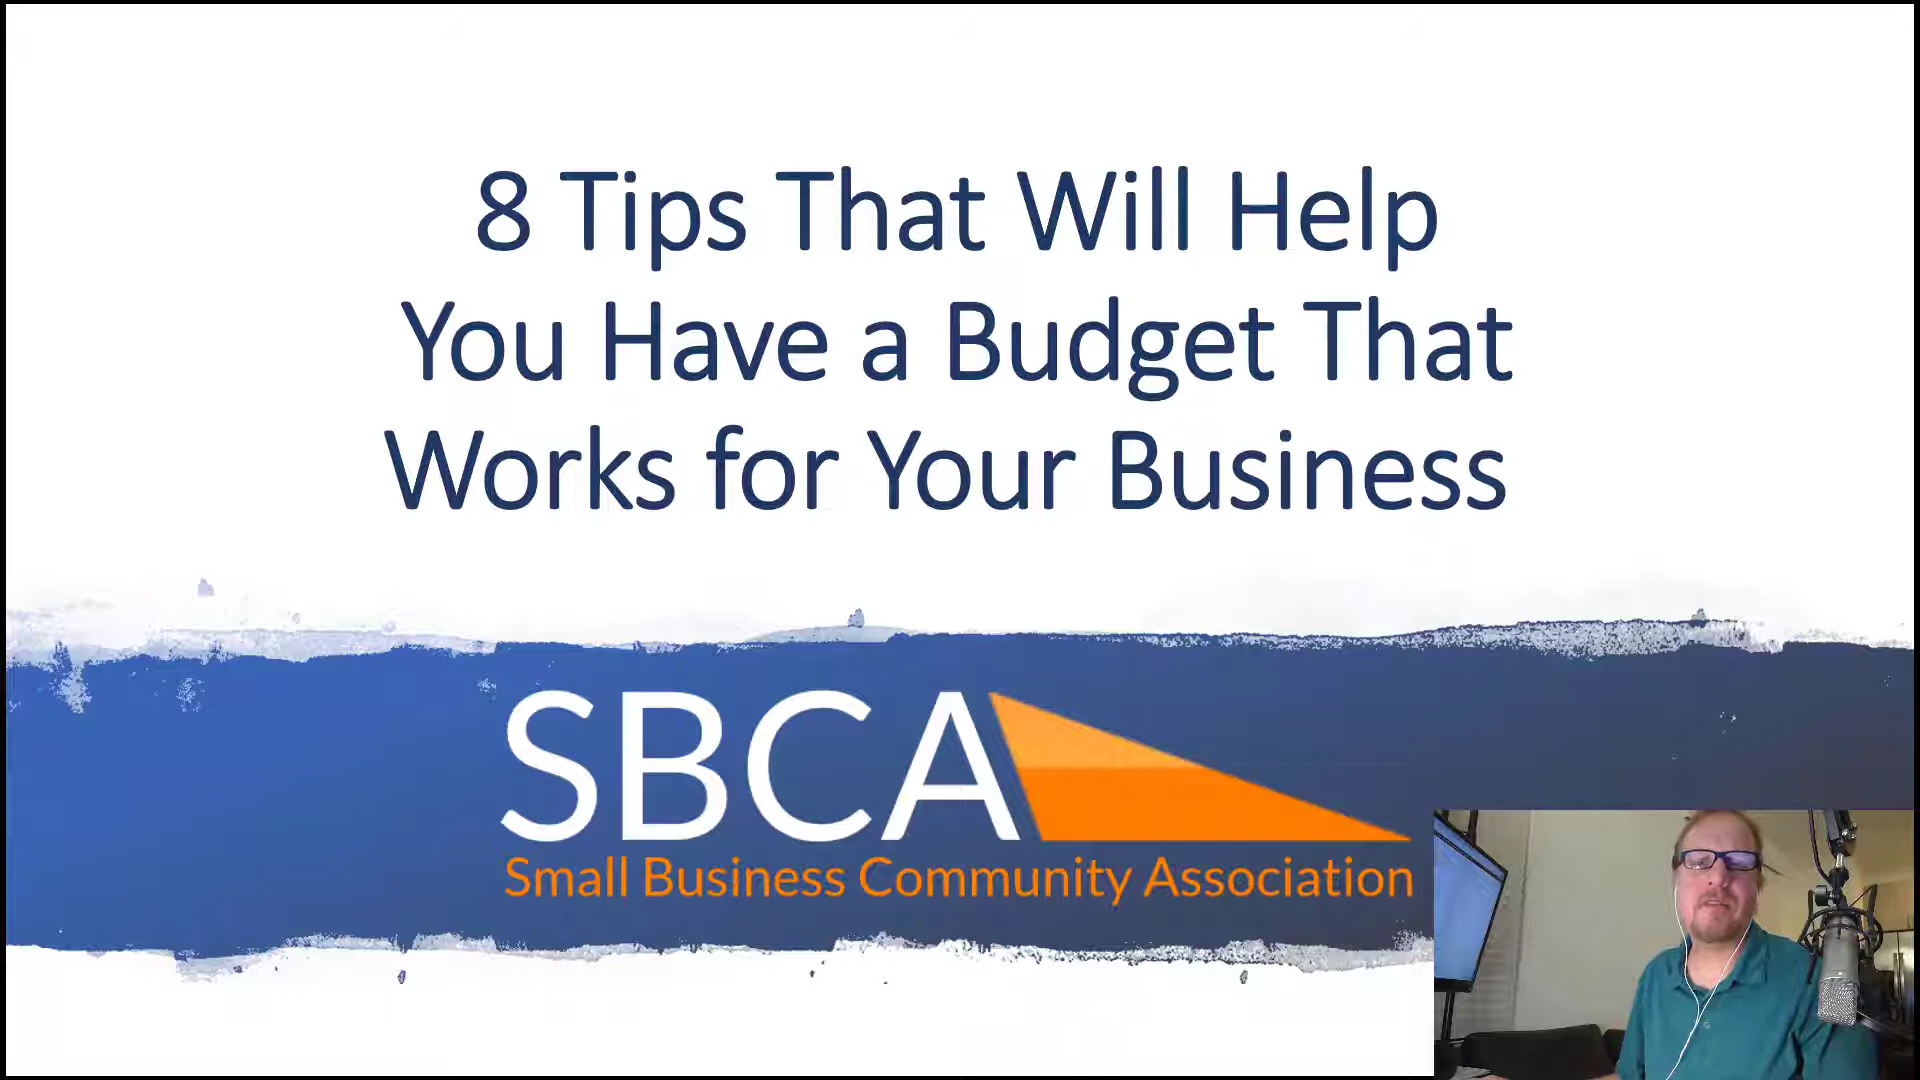 8 Tips That Will Help
You Have a Budget That
Works for Your Business
SBCA
Small Business Community Association